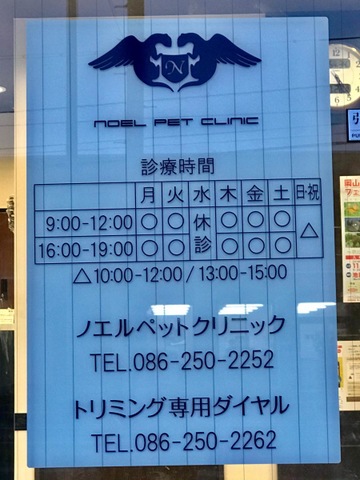 N
NOEL PET CLINIC
診療時間
月 火 水 木 金 土 日・祝
9:00-12:00 ○ ○ 休診 ○ ○ ○ △
16:00-19:00 ○ ○ ○ ○ ○
△10:00-12:00/13:00-15:00
ノエルペットクリニック
TEL.086-250-2252
トリミング専用ダイヤル
TEL.086-250-2262